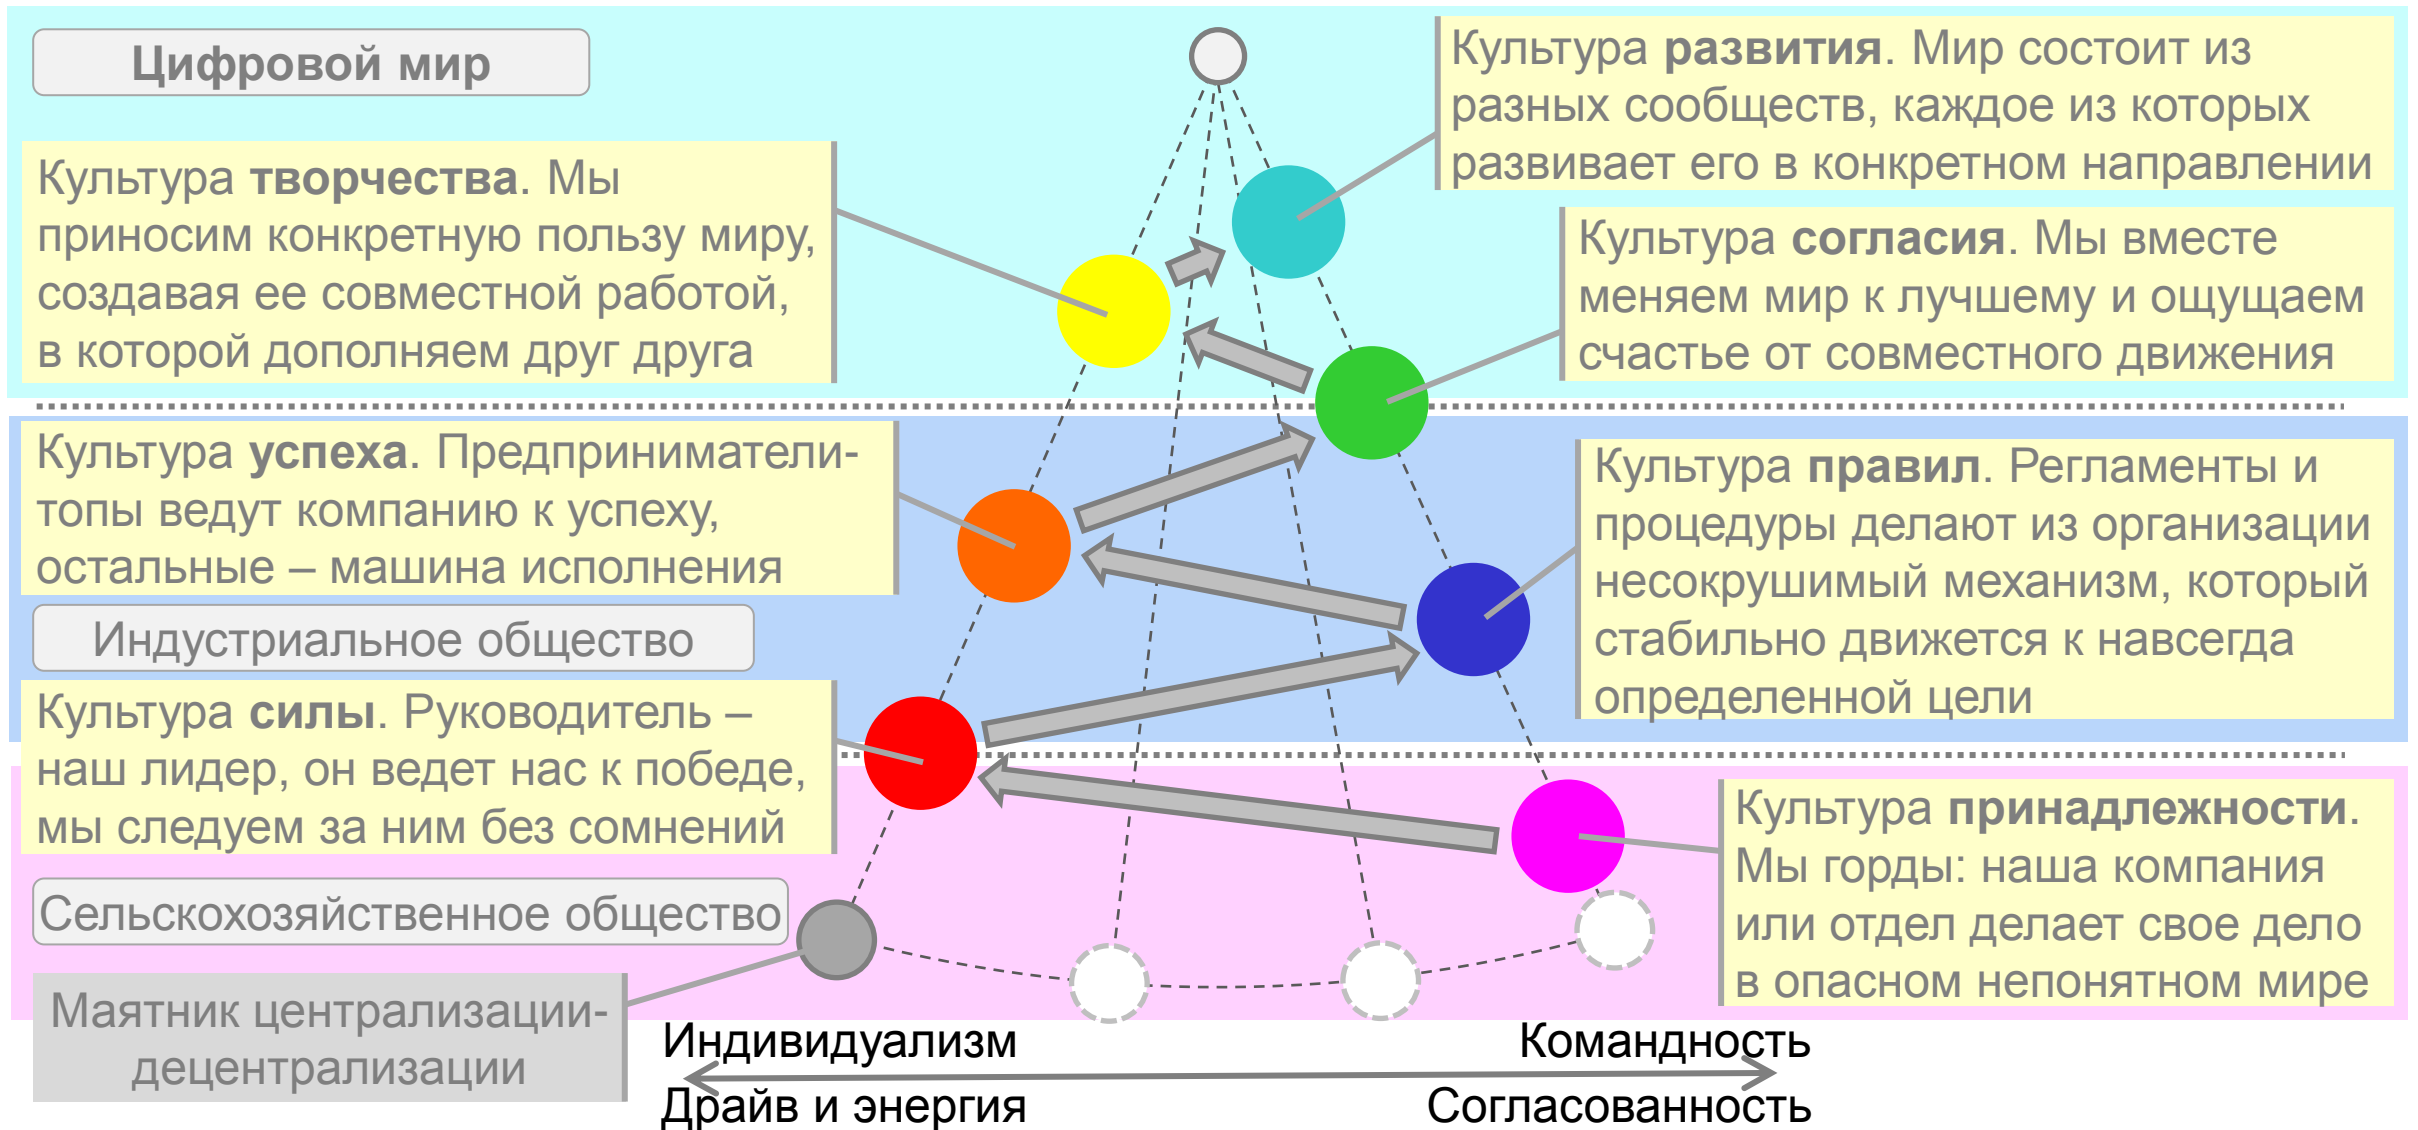 Цифровой мир
Культура развития. Мир состоит из
разных сообществ, каждое из которых
развивает его в конкретном направлении
Культура творчества. Мы
приносим конкретную пользу миру,
создавая ее совместной работой,
в которой дополняем друг друга
Культура согласия. Мы вместе
меняем мир к лучшему и ощущаем
счастье от совместного движения
Культура успеха. Предприниматели-
топы ведут компанию к успеху,
остальные – машина исполнения
Культура правил. Регламенты и
процедуры делают из организации
несокрушимый механизм, который
стабильно движется к навсегда
определенной цели
Индустриальное общество
Культура силы. Руководитель –
наш лидер, он ведет нас к победе,
мы следуем за ним без сомнений
Культура принадлежности.
Мы горды: наша компания
или отдел делает свое дело
в опасном непонятном мире
Сельскохозяйственное общество
Маятник централизации-
децентрализации
Индивидуализм
Командность
Драйв и энергия
Согласованность